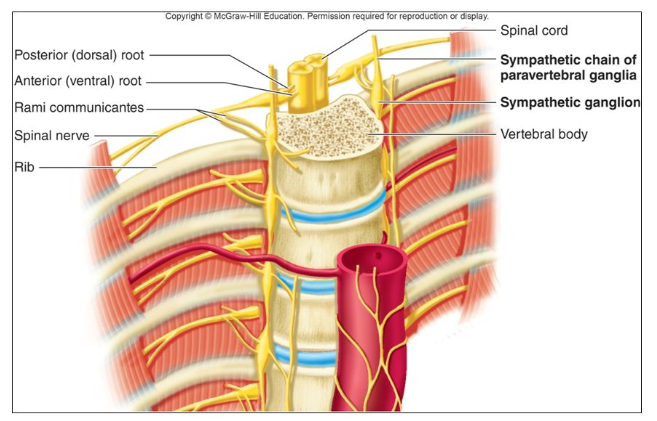 Copyright © McGraw-Hill Education. Permission required for reproduction or display.
Spinal cord
Posterior (dorsal) root
Sympathetic chain of
paravertebral ganglia
Anterior (ventral) root
Rami communicantes
Sympathetic ganglion
Spinal nerve
Vertebral body
Rib